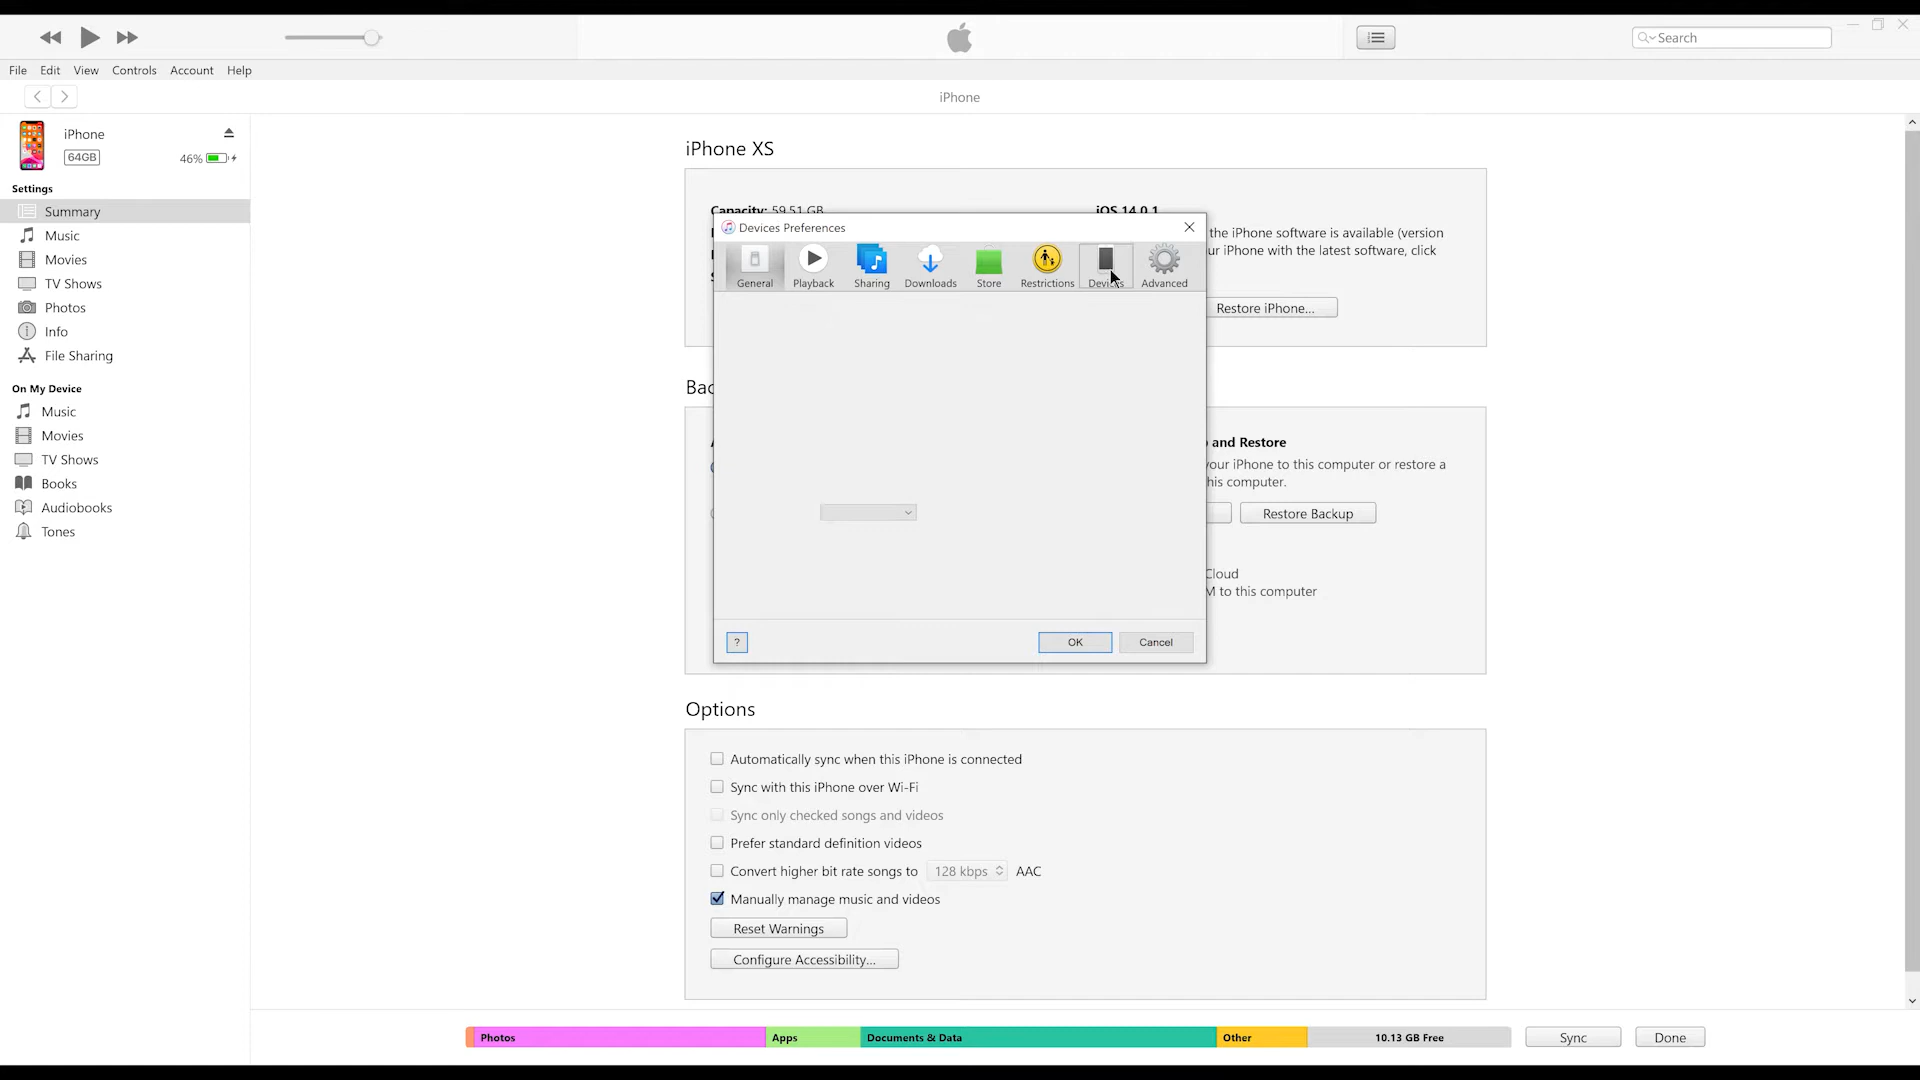 Search
File Edit View Controls Account Help
iPhone
iPhone
64GB
46%
Settings
Summary
Music
Movies
TV Shows
Photos
Info
File Sharing
On My Device
Music
Movies
TV Shows
Books
Audiobooks
Tones
iPhone XS
Capacity: 59.51 GB
iOS 14.0.1
the iPhone software is available (version
ur iPhone with the latest software, click
Restore iPhone...
Devices Preferences
General Playback Sharing Downloads Store Restrictions Devices Advanced
?
OK
Cancel
Bac
and Restore
your iPhone to this computer or restore a
his computer.
Restore Backup
Cloud
M to this computer
Options
Automatically sync when this iPhone is connected
Sync with this iPhone over Wi-Fi
Sync only checked songs and videos
Prefer standard definition videos
Convert higher bit rate songs to 128 kbps AAC
Manually manage music and videos
Reset Warnings
Configure Accessibility...
Photos Apps Documents & Data Other 10.13 GB Free
Sync Done